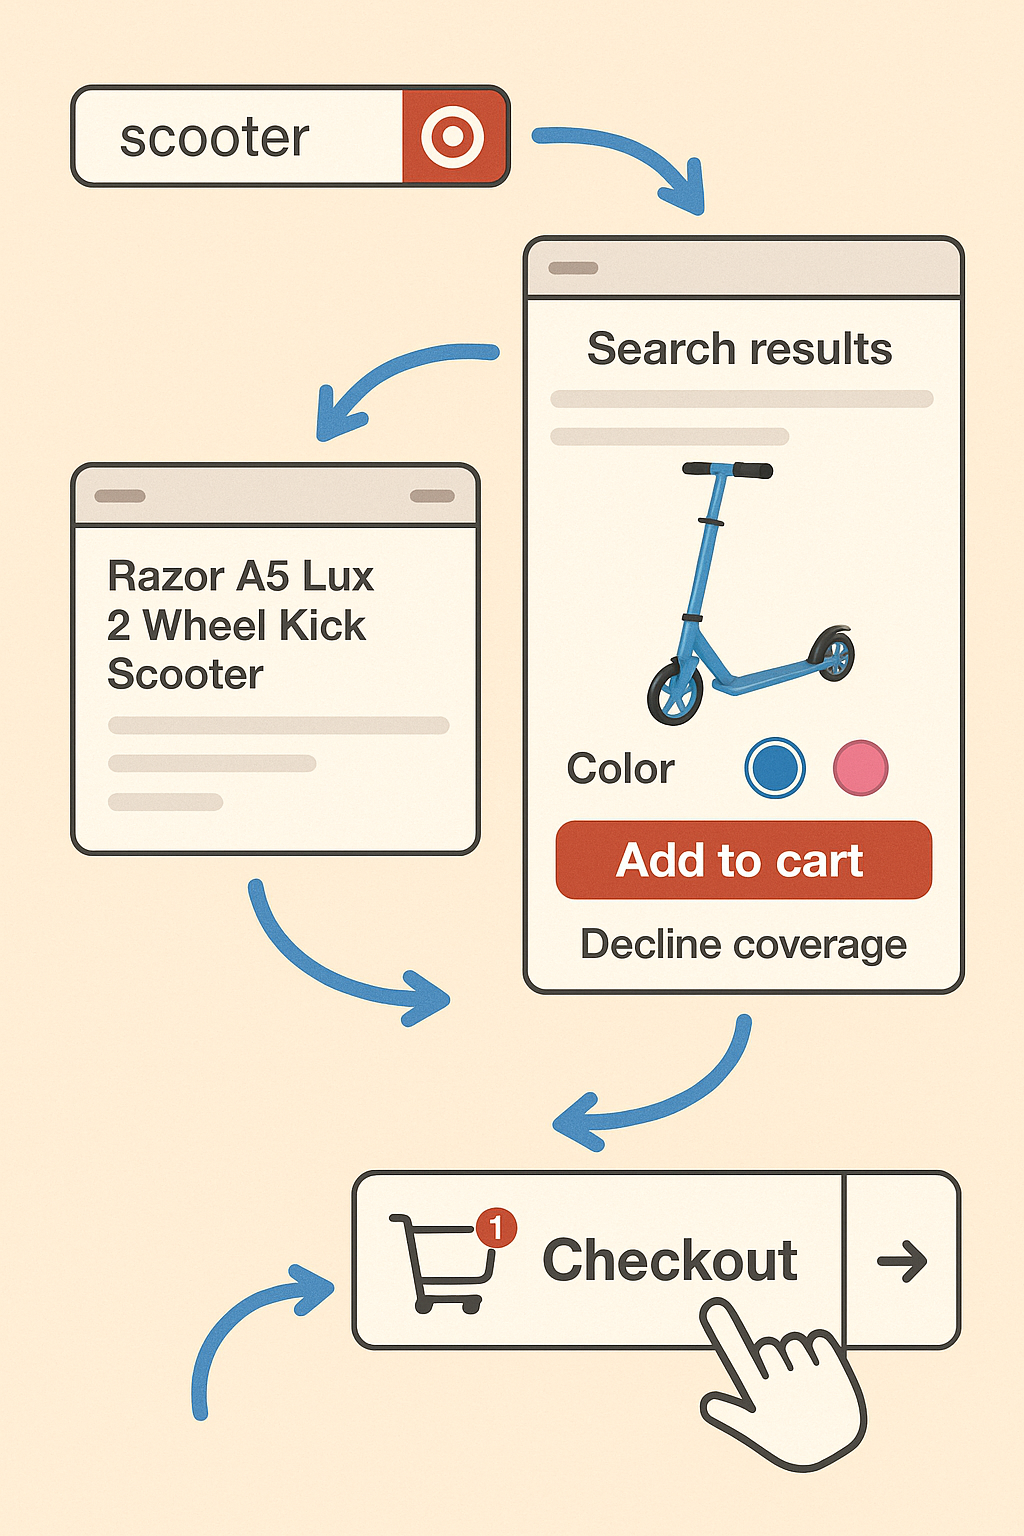 scooter
Search results
Razor A5 Lux
2 Wheel Kick
Scooter
Color
Add to cart
Decline coverage
1
Checkout